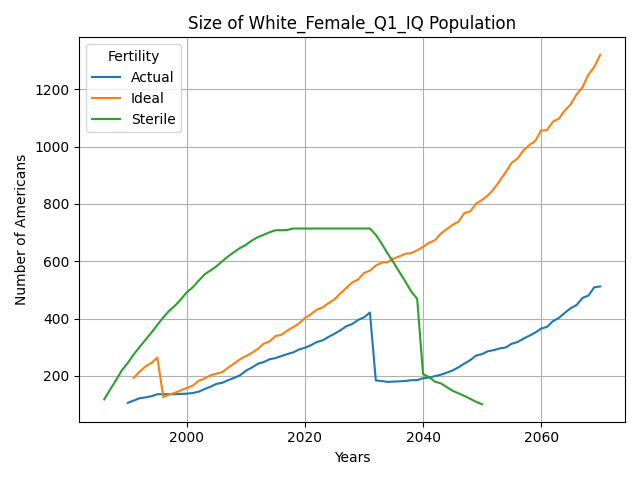 Size of White_Female_Q1_IQ Population
Fertility
Actual
Ideal
Sterile
Number of Americans
1200
1000
800
600
400
200
2000
2020
2040
2060
Years